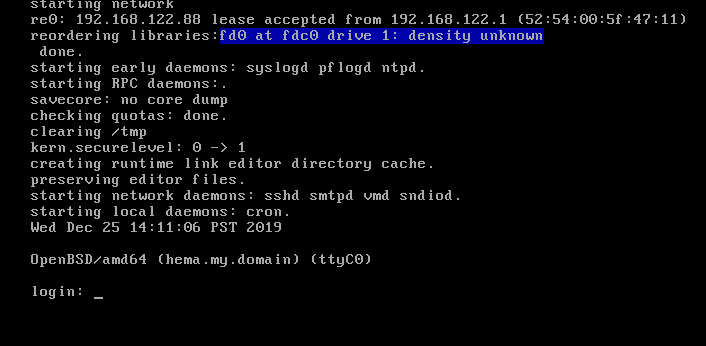 starting network
re0: 192.168.122.88 lease accepted from 192.168.122.1 (52:54:00:5f:47:11)
reordering libraries:fd0 at fdc0 drive 1: density unknown
 done.
starting early daemons: syslogd pflogd ntpd.
starting RPC daemons:.
savecore: no core dump
checking quotas: done.
clearing /tmp
kern.securelevel: 0 -> 1
creating runtime link editor directory cache.
preserving editor files.
starting network daemons: sshd smtpd vmd sndiod.
starting local daemons: cron.
Wed Dec 25 14:11:06 PST 2019
OpenBSD/amd64 (hema.my.domain) (ttyC0)
login: _